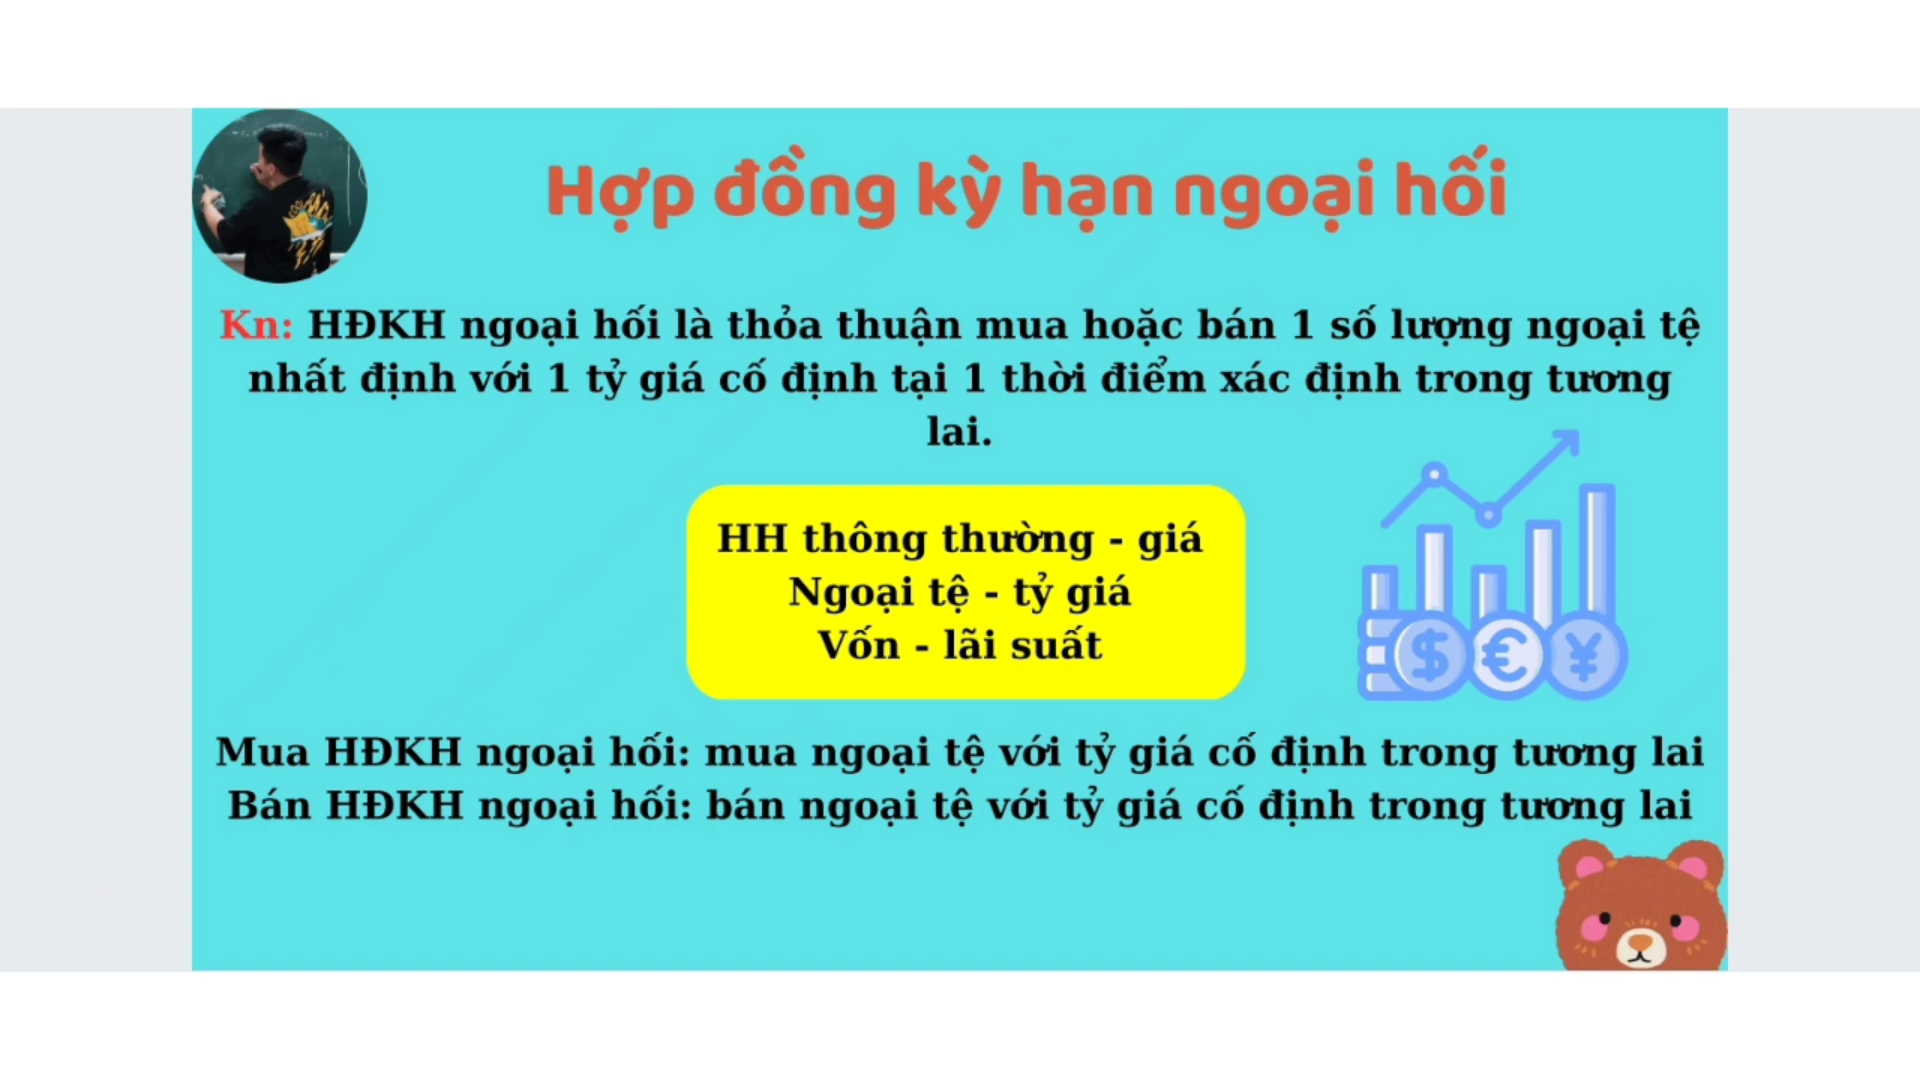 Hợp đồng kỳ hạn ngoại hối
Kn: HĐKH ngoại hối là thỏa thuận mua hoặc bán 1 số lượng ngoại tệ
nhất định với 1 tỷ giá cố định tại 1 thời điểm xác định trong tương
lai.
HH thông thường - giá
Ngoại tệ - tỷ giá
Vốn - lãi suất
$ € ¥
Mua HĐKH ngoại hối: mua ngoại tệ với tỷ giá cố định trong tương lai
Bán HĐKH ngoại hối: bán ngoại tệ với tỷ giá cố định trong tương lai